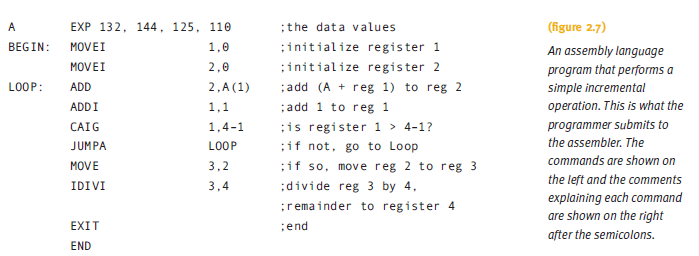 A EXP 132, 144, 125, 110 ;the data values
BEGIN: MOVEI 1,0 ;initialize register 1
MOVEI 2,0 ;initialize register 2
LOOP: ADD 2,A(1) ;add (A + reg 1) to reg 2
ADDI 1,1 ;add 1 to reg 1
CAIG 1,4-1 ;is register 1 > 4-1?
JUMPA LOOP ;if not, go to Loop
MOVE 3,2 ;if so, move reg 2 to reg 3
IDIVI 3,4 ;divide reg 3 by 4,
;remainder to register 4
EXIT ;end
END
(figure 2.7)
An assembly language
program that performs a
simple incremental
operation. This is what the
programmer submits to
the assembler. The
commands are shown on
the left and the comments
explaining each command
are shown on the right
after the semicolons.